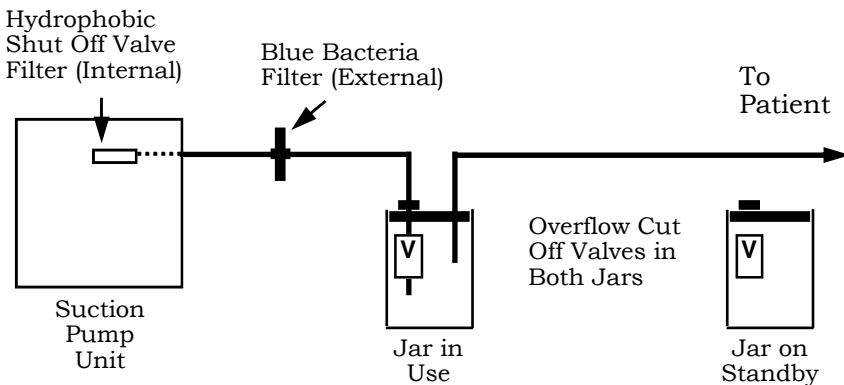 Hydrophobic
Shut Off Valve
Filter (Internal)
Blue Bacteria
Filter (External)
To
Patient
Overflow Cut
Off Valves in
Both Jars
V
V
Suction
Pump
Unit
Jar in
Use
Jar on
Standby